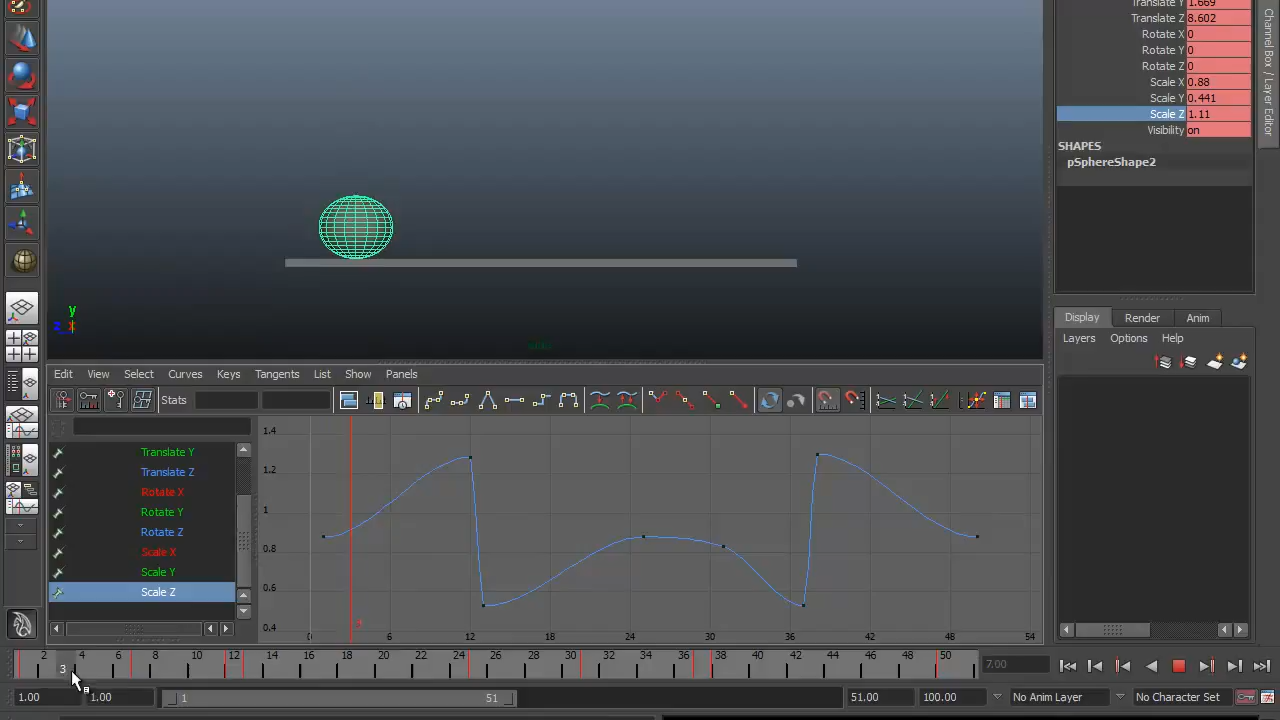 Translate Y 1.669
Translate Z 8.602
Rotate X 0
Rotate Y 0
Rotate Z 0
Scale X 0.88
Scale Y 0.441
Scale Z 1.11
Visibility on
SHAPES
pSphereShape2
Channel Box / Layer Editor
y
z x
Display Render Anim
Layers Options Help
Edit View Select Curves Keys Tangents List Show Panels
Stats
Translate Y
Translate Z
Rotate X
Rotate Y
Rotate Z
Scale X
Scale Y
Scale Z
1.4
1.2
1
0.8
0.6
0.4
0 6 12 18 24 30 36 42 48 54
2 3 4 6 8 10 12 14 16 18 20 22 24 26 28 30 32 34 36 38 40 42 44 46 48 50
7.00
1.00 1.00 1 51 51.00 100.00 No Anim Layer No Character Set